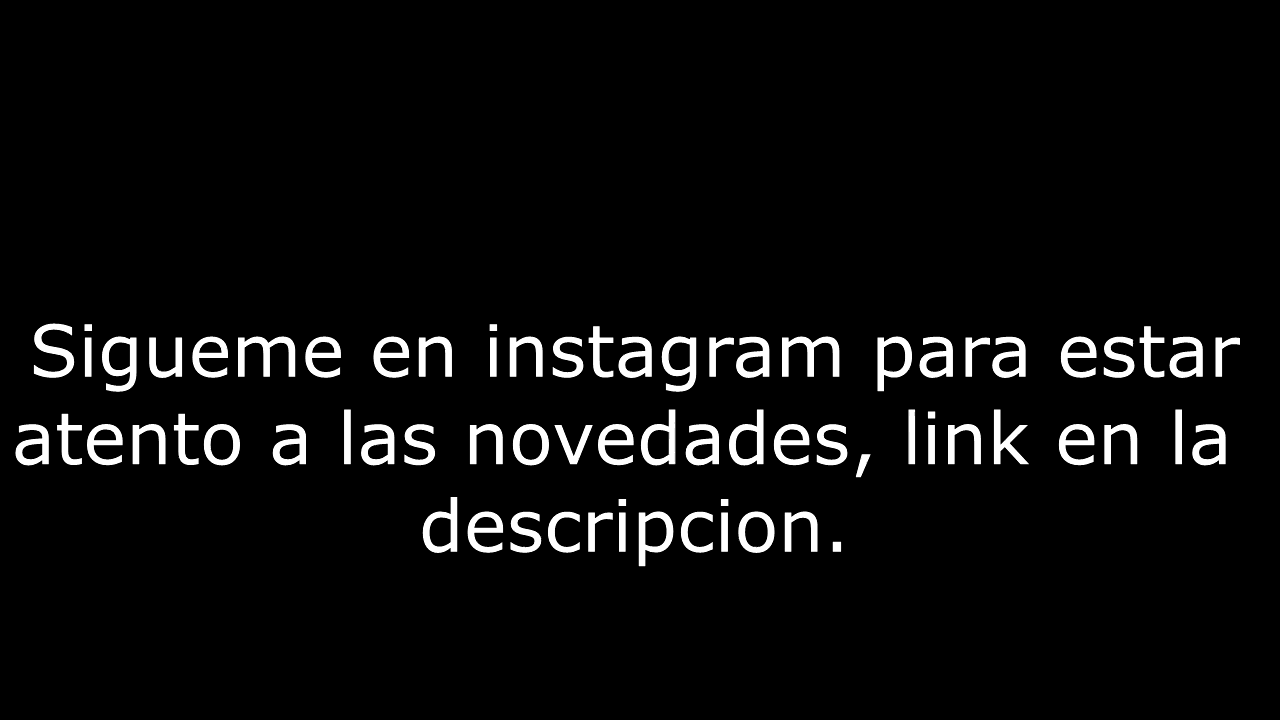 Sigueme en instagram para estar
atento a las novedades, link en la
descripcion.